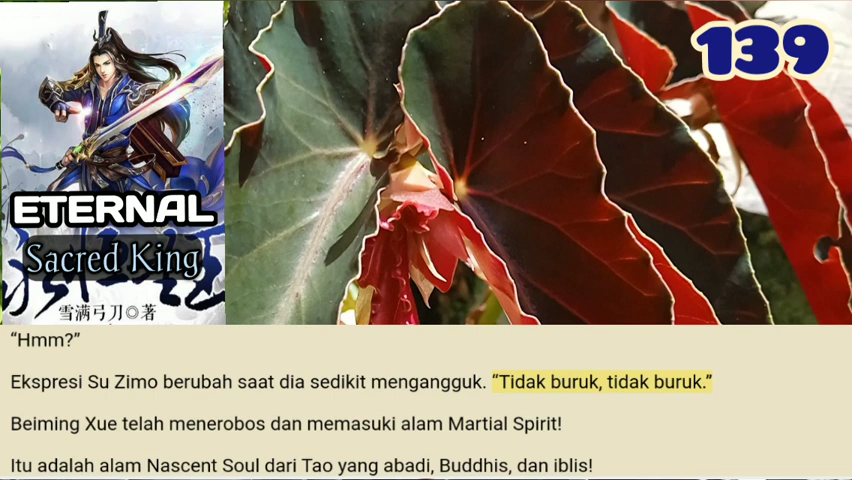 139
ETERNAL
Sacred King
雪满弓刀◎著
“Hmm?”
Ekspresi Su Zimo berubah saat dia sedikit mengangguk. “Tidak buruk, tidak buruk.”
Beiming Xue telah menerobos dan memasuki alam Martial Spirit!
Itu adalah alam Nascent Soul dari Tao yang abadi, Buddhis, dan iblis!